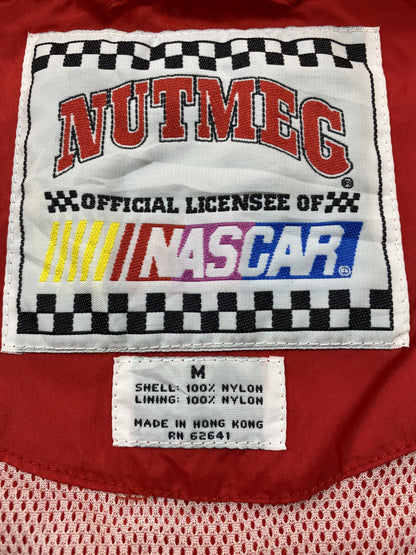 NUTMEG®
OFFICIAL LICENSEE OF
NASCAR®
M
SHELL: 100% NYLON
LINING: 100% NYLON
MADE IN HONG KONG
RN 62641